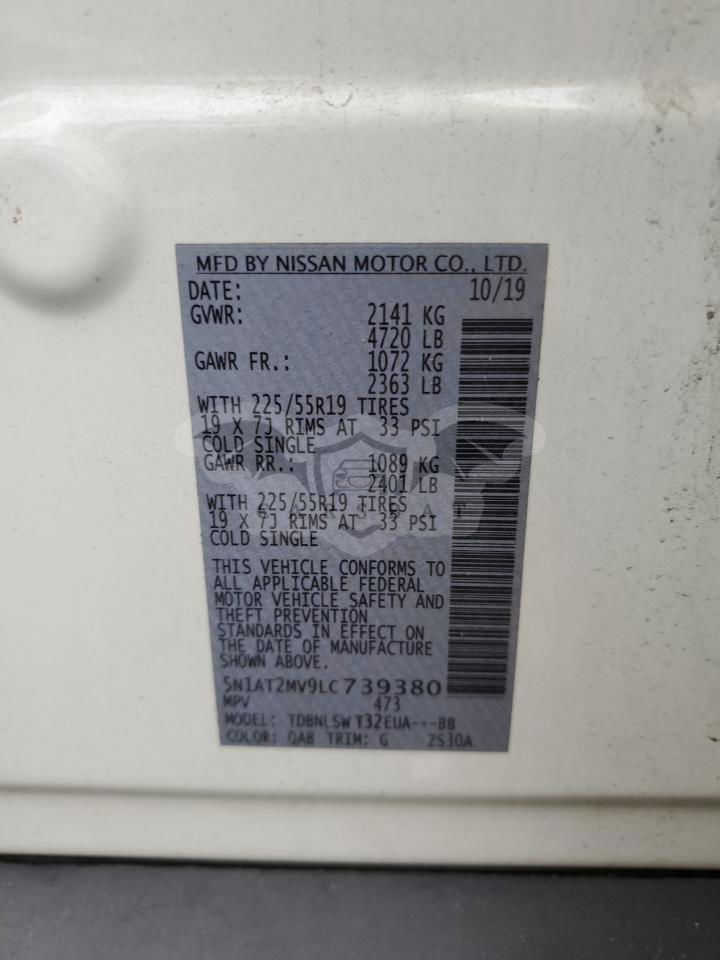 MFD BY NISSAN MOTOR CO., LTD.
DATE: 10/19
GVWR: 2141 KG
4720 LB
GAWR FR.: 1072 KG
2363 LB
WITH 225/55R19 TIRES
19 X 7J RIMS AT 33 PSI
COLD SINGLE
GAWR RR.: 1089 KG
2401 LB
WITH 225/55R19 TIRES
19 X 7J RIMS AT 33 PSI
COLD SINGLE
THIS VEHICLE CONFORMS TO
ALL APPLICABLE FEDERAL
MOTOR VEHICLE SAFETY AND
THEFT PREVENTION
STANDARDS IN EFFECT ON
THE DATE OF MANUFACTURE
SHOWN ABOVE.
5N1AT2MV9LC739380
MPV 473
MODEL: TDBNLSW T32EUA---BB
COLOR: QAB TRIM: G 2S30A